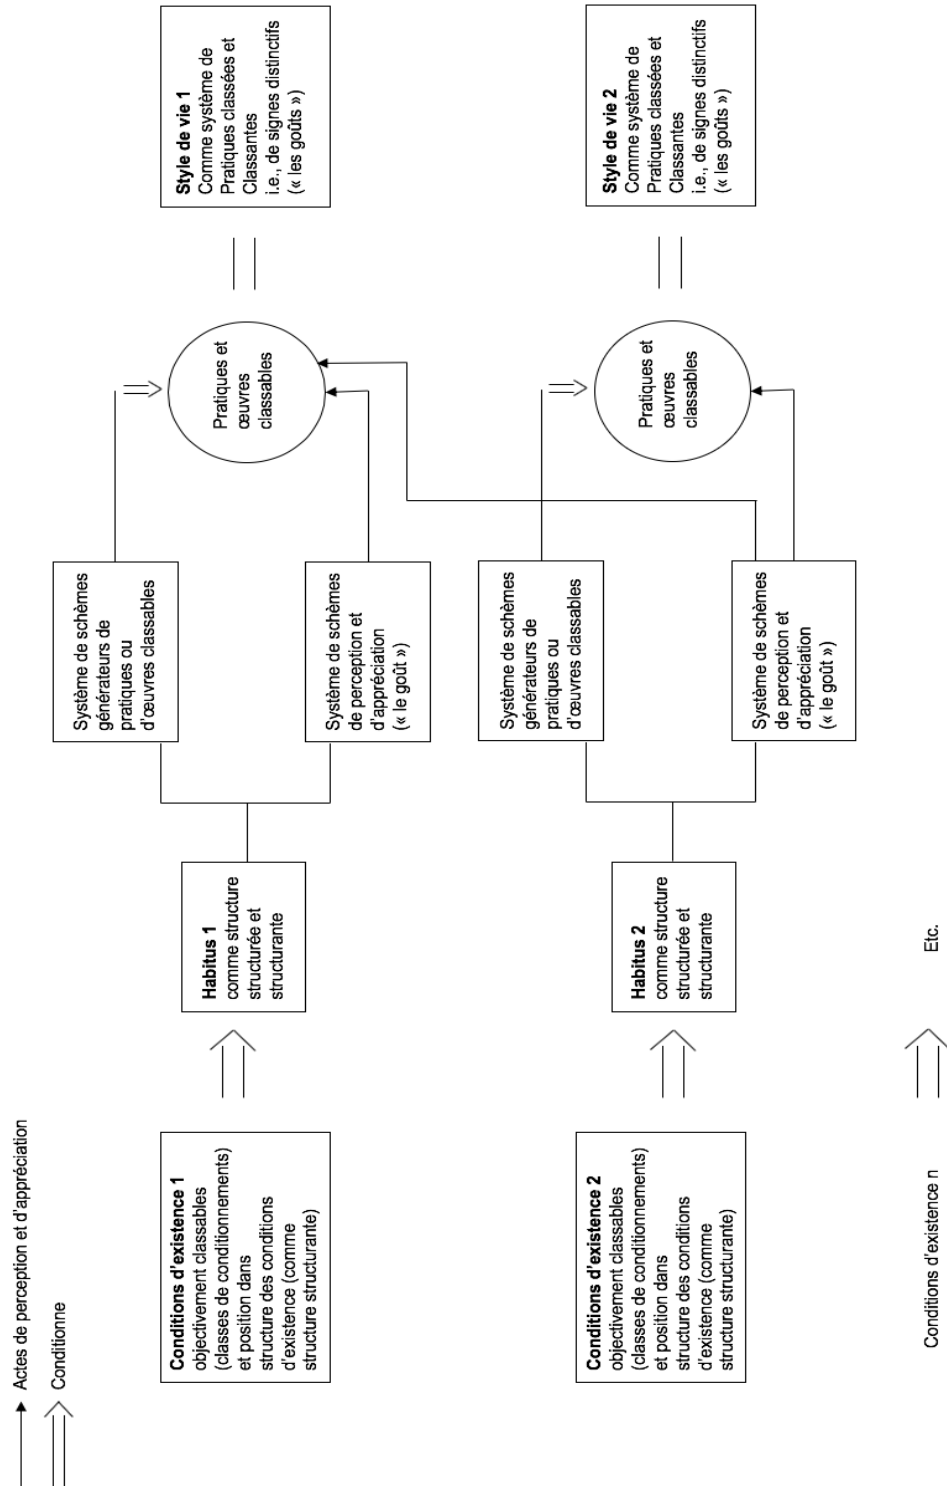 Actes de perception et d'appréciation
Conditionne
Conditions d'existence 1
objectivement classables
(classes de conditionnements)
et position dans
structure des conditions
d'existence (comme
structure structurante)
Habitus 1
comme structure
structurée et
structurante
Système de schèmes
générateurs de
pratiques ou
d'œuvres classables
Système de schèmes
de perception et
d'appréciation
(« le goût »)
Pratiques et
œuvres
classables
Style de vie 1
Comme système de
Pratiques classées et
Classantes
i.e., de signes distinctifs
(« les goûts »)
Conditions d'existence 2
objectivement classables
(classes de conditionnements)
et position dans
structure des conditions
d'existence (comme
structure structurante)
Habitus 2
comme structure
structurée et
structurante
Système de schèmes
générateurs de
pratiques ou
d'œuvres classables
Système de schèmes
de perception et
d'appréciation
(« le goût »)
Pratiques et
œuvres
classables
Style de vie 2
Comme système de
Pratiques classées et
Classantes
i.e., de signes distinctifs
(« les goûts »)
Conditions d'existence n
Etc.